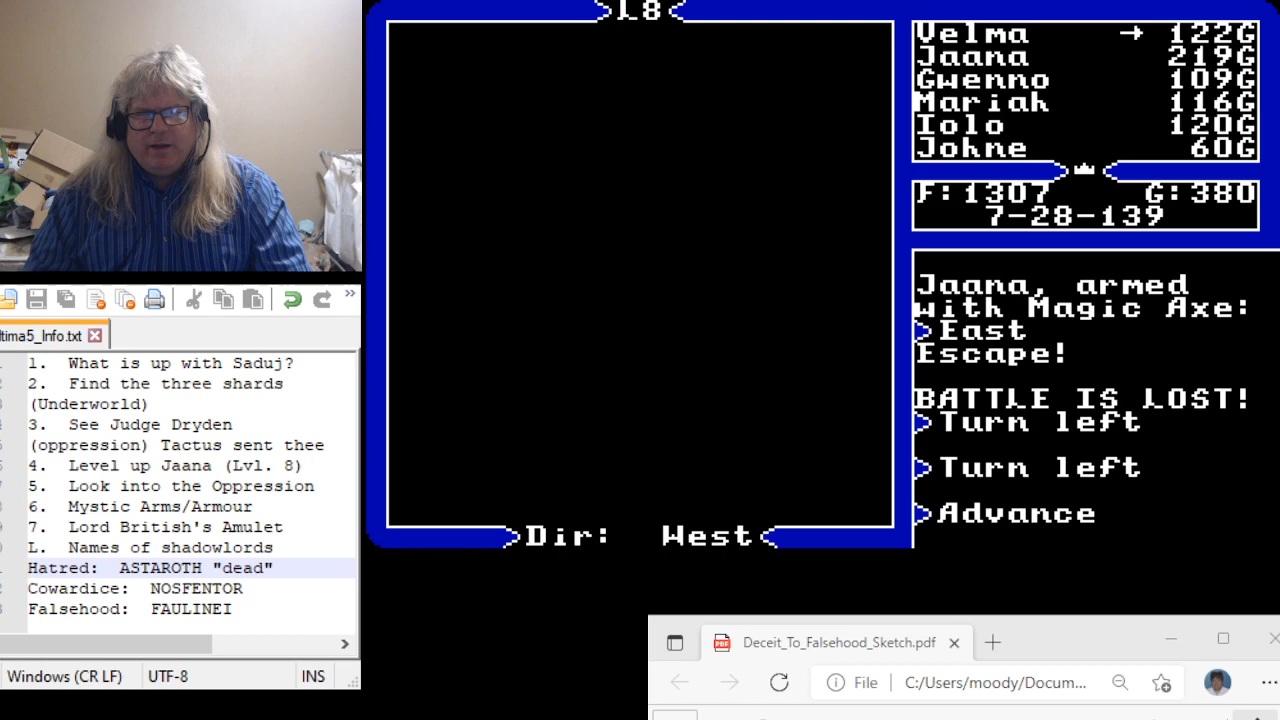 L8
Velma → 122G
Jaana 219G
Gwenno 109G
Mariah 116G
Iolo 120G
Johne 60G
F:1307 G:380
7-28-139
Jaana, armed
with Magic Axe:
East
Escape!
BATTLE IS LOST!
Turn left
Turn left
Advance
Dir: West
tima5_Info.txt
1. What is up with Saduj?
2. Find the three shards
(Underworld)
3. See Judge Dryden
(oppression) Tactus sent thee
4. Level up Jaana (Lvl. 8)
5. Look into the Oppression
6. Mystic Arms/Armour
7. Lord British's Amulet
L. Names of shadowlords
Hatred: ASTAROTH "dead"
Cowardice: NOSFENTOR
Falsehood: FAULINEI
Windows (CR LF) UTF-8 INS
PDF Deceit_To_Falsehood_Sketch.pdf
File C:/Users/moody/Docum...